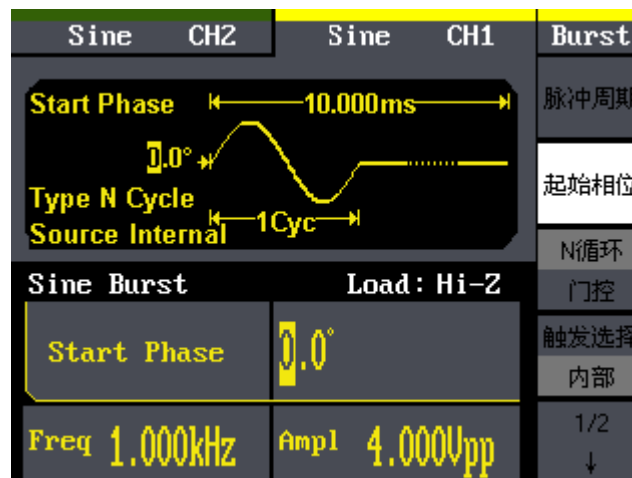 Sine CH2 Sine CH1 Burst
Start Phase 10.000ms
0.0°
Type N Cycle
Source Internal 1Cyc
Sine Burst Load: Hi-Z
Start Phase 0.0°
Freq 1.000kHz Ampl 4.000Vpp
脉冲周期
起始相位
N循环
门控
触发选择
内部
1/2
↓